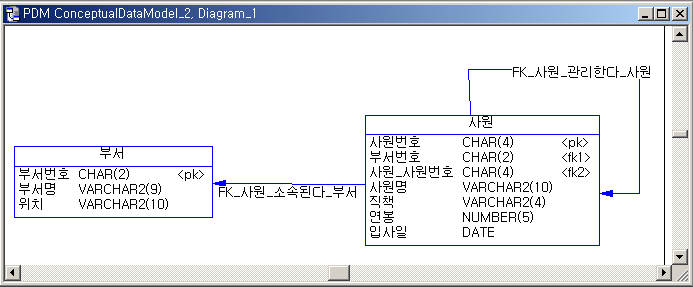 PDM ConceptualDataModel_2, Diagram_1
FK_사원_관리한다_사원
사원
사원번호 CHAR(4) <pk>
부서번호 CHAR(2) <fk1>
사원_사원번호 CHAR(4) <fk2>
사원명 VARCHAR2(10)
직책 VARCHAR2(4)
연봉 NUMBER(5)
입사일 DATE
부서
부서번호 CHAR(2) <pk>
부서명 VARCHAR2(9)
위치 VARCHAR2(10)
FK_사원_소속된다_부서